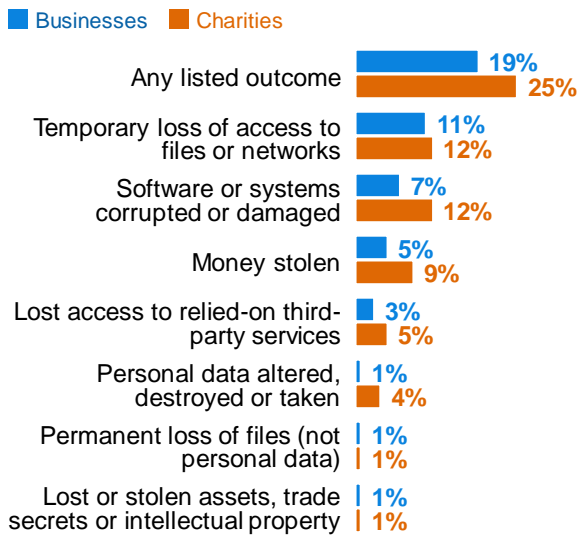 Businesses Charities
Any listed outcome
19%
25%
Temporary loss of access to
files or networks
11%
12%
Software or systems
corrupted or damaged
7%
12%
Money stolen
5%
9%
Lost access to relied-on third-
party services
3%
5%
Personal data altered,
destroyed or taken
1%
4%
Permanent loss of files (not
personal data)
1%
1%
Lost or stolen assets, trade
secrets or intellectual property
1%
1%